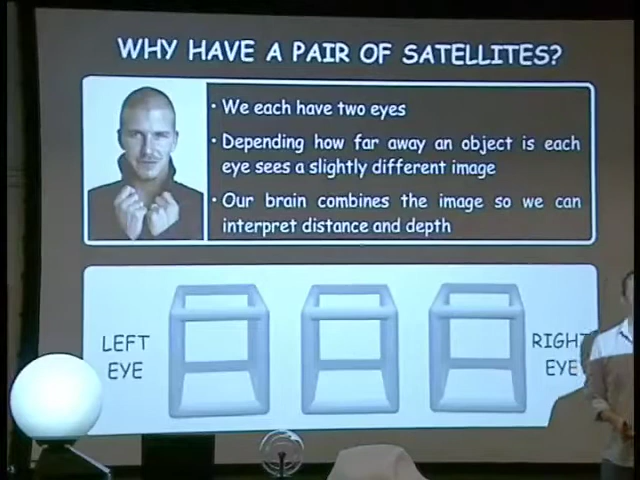 WHY HAVE A PAIR OF SATELLITES?
• We each have two eyes
• Depending how far away an object is each
eye sees a slightly different image
• Our brain combines the image so we can
interpret distance and depth
LEFT
EYE
RIGHT
EYE